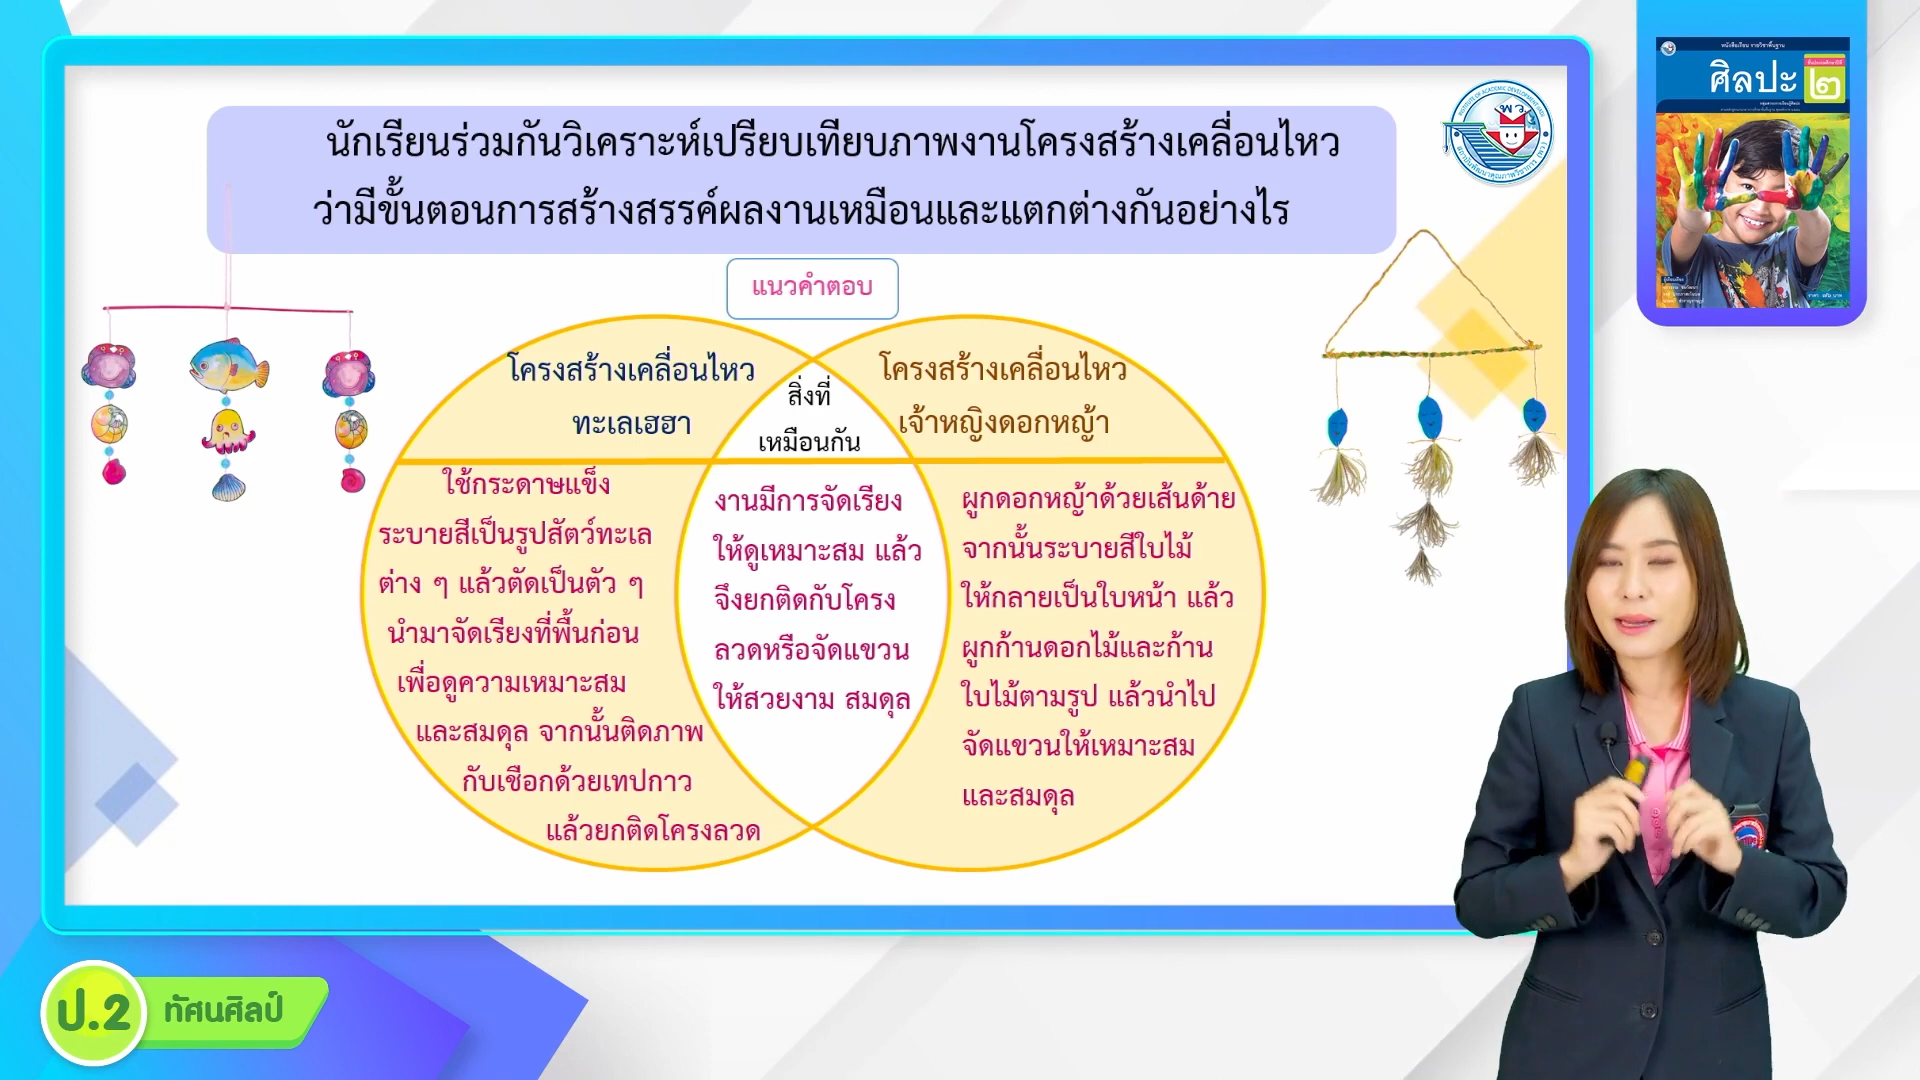 นักเรียนร่วมกันวิเคราะห์เปรียบเทียบภาพงานโครงสร้างเคลื่อนไหว
ว่ามีขั้นตอนการสร้างสรรค์ผลงานเหมือนและแตกต่างกันอย่างไร
แนวคำตอบ
โครงสร้างเคลื่อนไหว
ทะเลเฮฮา
ใช้กระดาษแข็ง
ระบายสีเป็นรูปสัตว์ทะเล
ต่าง ๆ แล้วตัดเป็นตัว ๆ
นำมาจัดเรียงที่พื้นก่อน
เพื่อดูความเหมาะสม
และสมดุล จากนั้นติดภาพ
กับเชือกด้วยเทปกาว
แล้วยกติดโครงลวด
สิ่งที่
เหมือนกัน
งานมีการจัดเรียง
ให้ดูเหมาะสม แล้ว
จึงยกติดกับโครง
ลวดหรือจัดแขวน
ให้สวยงาม สมดุล
โครงสร้างเคลื่อนไหว
เจ้าหญิงดอกหญ้า
ผูกดอกหญ้าด้วยเส้นด้าย
จากนั้นระบายสีใบไม้
ให้กลายเป็นใบหน้า แล้ว
ผูกก้านดอกไม้และก้าน
ใบไม้ตามรูป แล้วนำไป
จัดแขวนให้เหมาะสม
และสมดุล
พว.
หนังสือเรียน รายวิชาพื้นฐาน
ศิลปะ
๒
ป.2
ทัศนศิลป์